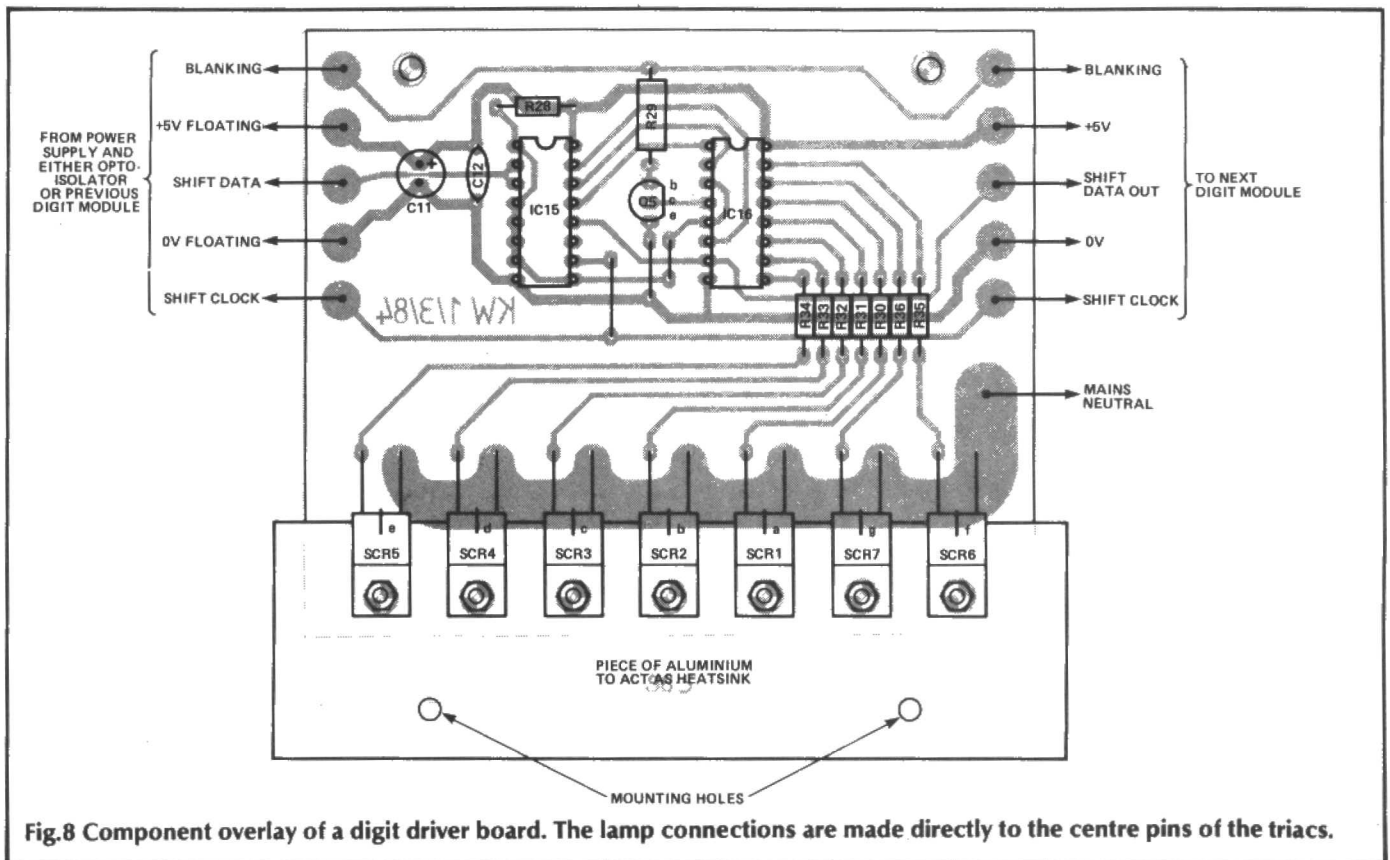 BLANKING
+5V FLOATING
SHIFT DATA
0V FLOATING
SHIFT CLOCK
FROM POWER
SUPPLY AND
EITHER OPTO-
ISOLATOR
OR PREVIOUS
DIGIT MODULE
C11
+
C12
R28
IC15
R29
Q5
b
c
e
IC16
KW 1/3/84
R34
R33
R32
R31
R30
R36
R35
BLANKING
+5V
SHIFT
DATA OUT
0V
SHIFT CLOCK
TO NEXT
DIGIT MODULE
MAINS
NEUTRAL
e
d
c
b
a
g
f
SCR5
SCR4
SCR3
SCR2
SCR1
SCR7
SCR6
PIECE OF ALUMINIUM
TO ACT AS HEATSINK
MOUNTING HOLES
Fig.8 Component overlay of a digit driver board. The lamp connections are made directly to the centre pins of the triacs.